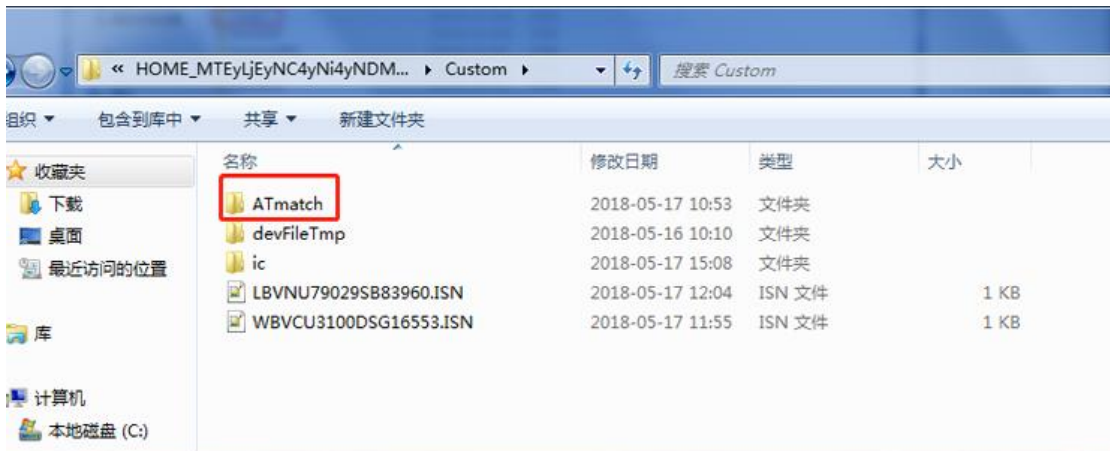 « HOME_MTEyLjEyNC4yNi4yNDM... ▸ Custom ▸ 搜索 Custom
组织 ▼ 包含到库中 ▼ 共享 ▼ 新建文件夹
名称 修改日期 类型 大小
收藏夹
下载
桌面
最近访问的位置
库
计算机
本地磁盘 (C:)
ATmatch 2018-05-17 10:53 文件夹
devFileTmp 2018-05-16 10:10 文件夹
ic 2018-05-17 15:08 文件夹
LBVNU79029SB83960.ISN 2018-05-17 12:04 ISN 文件 1 KB
WBVCU3100DSG16553.ISN 2018-05-17 11:55 ISN 文件 1 KB